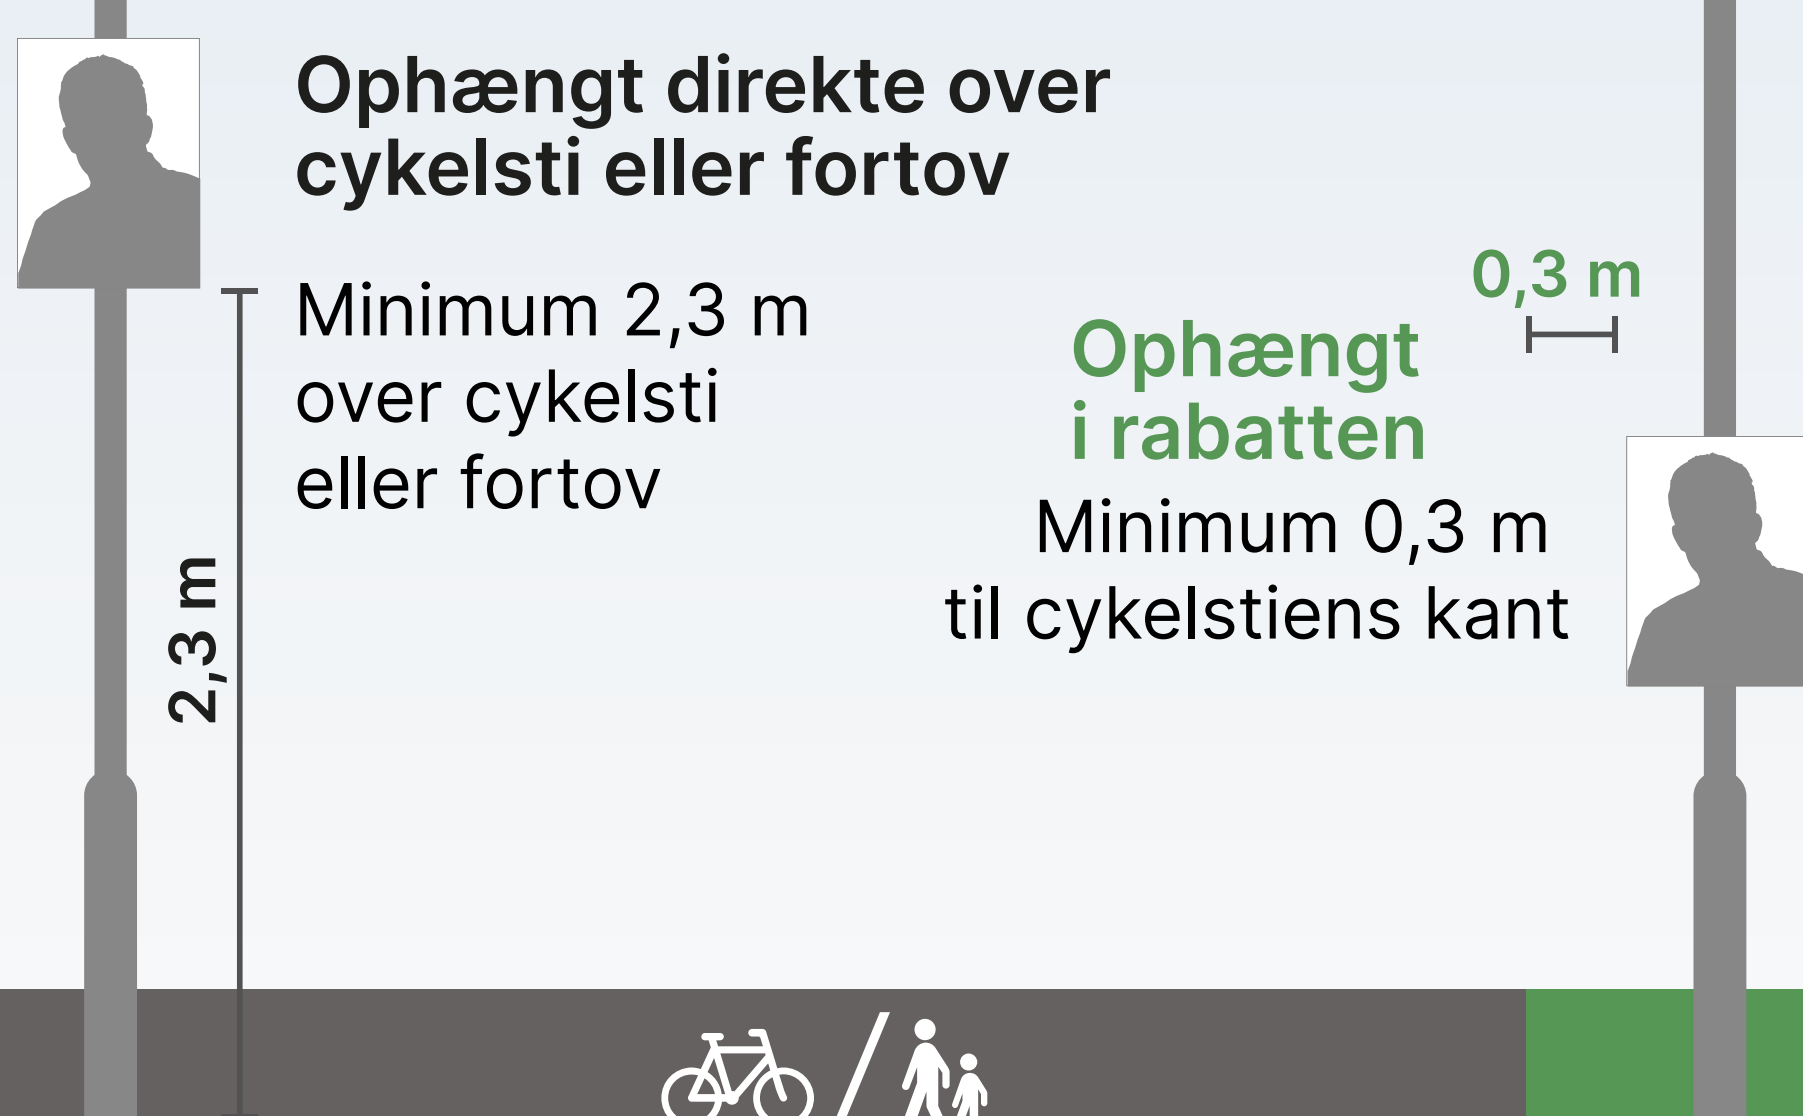 Ophængt direkte over
cykelsti eller fortov
Minimum 2,3 m
over cykelsti
eller fortov
2,3 m
0,3 m
Ophængt
i rabatten
Minimum 0,3 m
til cykelstiens kant